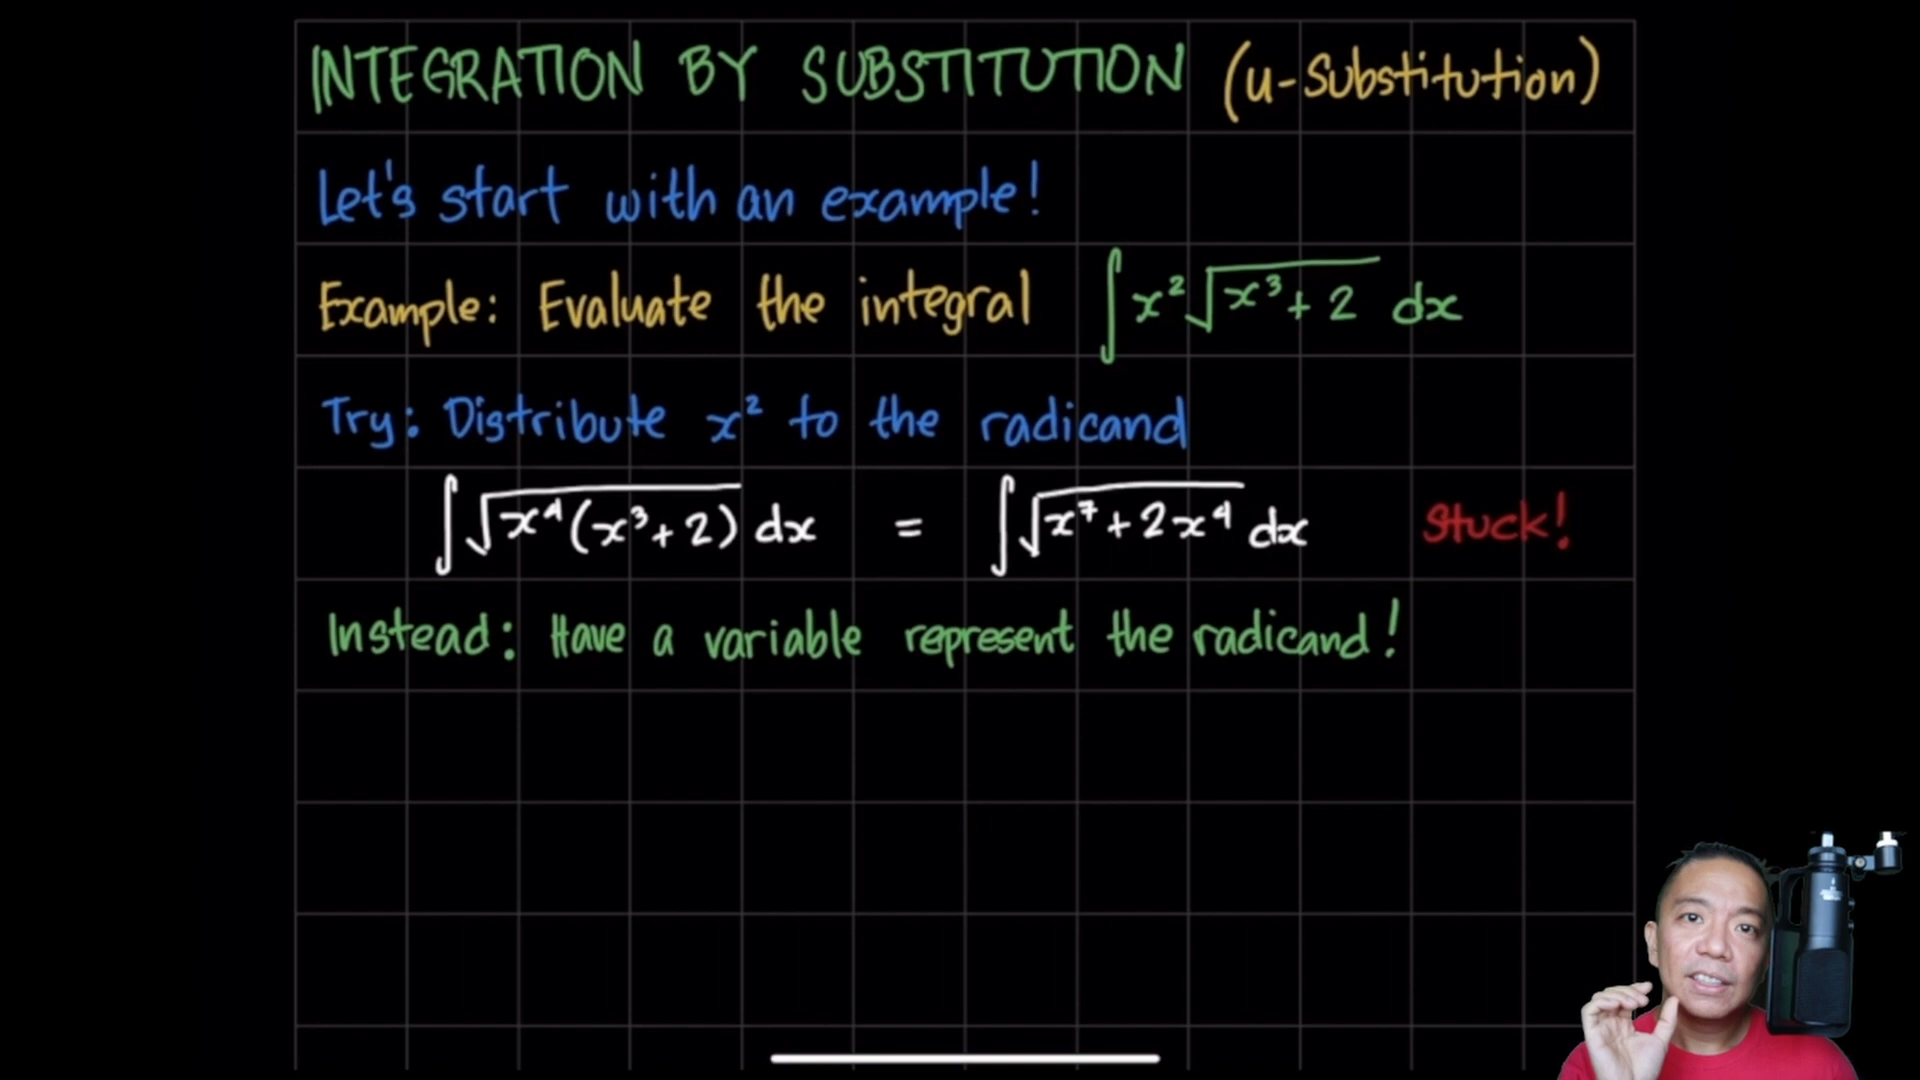 INTEGRATION BY SUBSTITUTION (u-Substitution)
Let's start with an example!
Example: Evaluate the integral ∫x²√(x³+2) dx
Try: Distribute x² to the radicand
∫√(x⁴(x³+2)) dx = ∫√(x⁷+2x⁴) dx Stuck!
Instead: Have a variable represent the radicand!